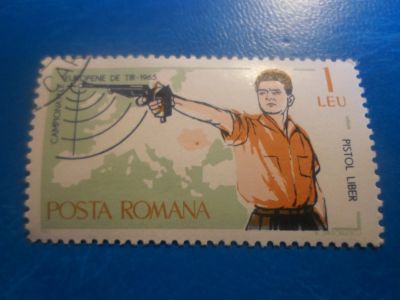 CAMPIONATELE EUROPENE DE TIR-1965
1
LEU
PISTOL LIBER
POSTA ROMANA